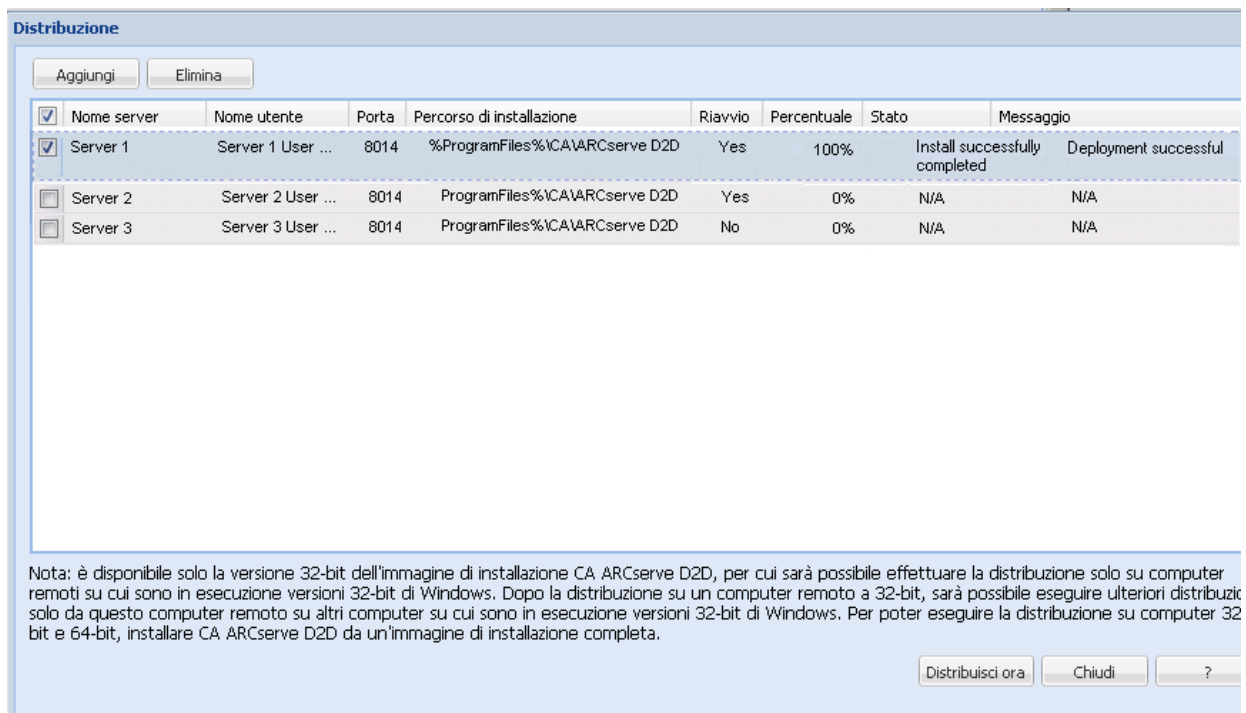 Distribuzione
Aggiungi Elimina
Nome server Nome utente Porta Percorso di installazione Riavvio Percentuale Stato Messaggio
Server 1 Server 1 User ... 8014 %ProgramFiles%\CA\ARCserve D2D Yes 100% Install successfully completed Deployment successful
Server 2 Server 2 User ... 8014 ProgramFiles%\CA\ARCserve D2D Yes 0% N/A N/A
Server 3 Server 3 User ... 8014 ProgramFiles%\CA\ARCserve D2D No 0% N/A N/A
Nota: è disponibile solo la versione 32-bit dell'immagine di installazione CA ARCserve D2D, per cui sarà possibile effettuare la distribuzione solo su computer
remoti su cui sono in esecuzione versioni 32-bit di Windows. Dopo la distribuzione su un computer remoto a 32-bit, sarà possibile eseguire ulteriori distribuzio
solo da questo computer remoto su altri computer su cui sono in esecuzione versioni 32-bit di Windows. Per poter eseguire la distribuzione su computer 32
bit e 64-bit, installare CA ARCserve D2D da un'immagine di installazione completa.
Distribuisci ora Chiudi ?